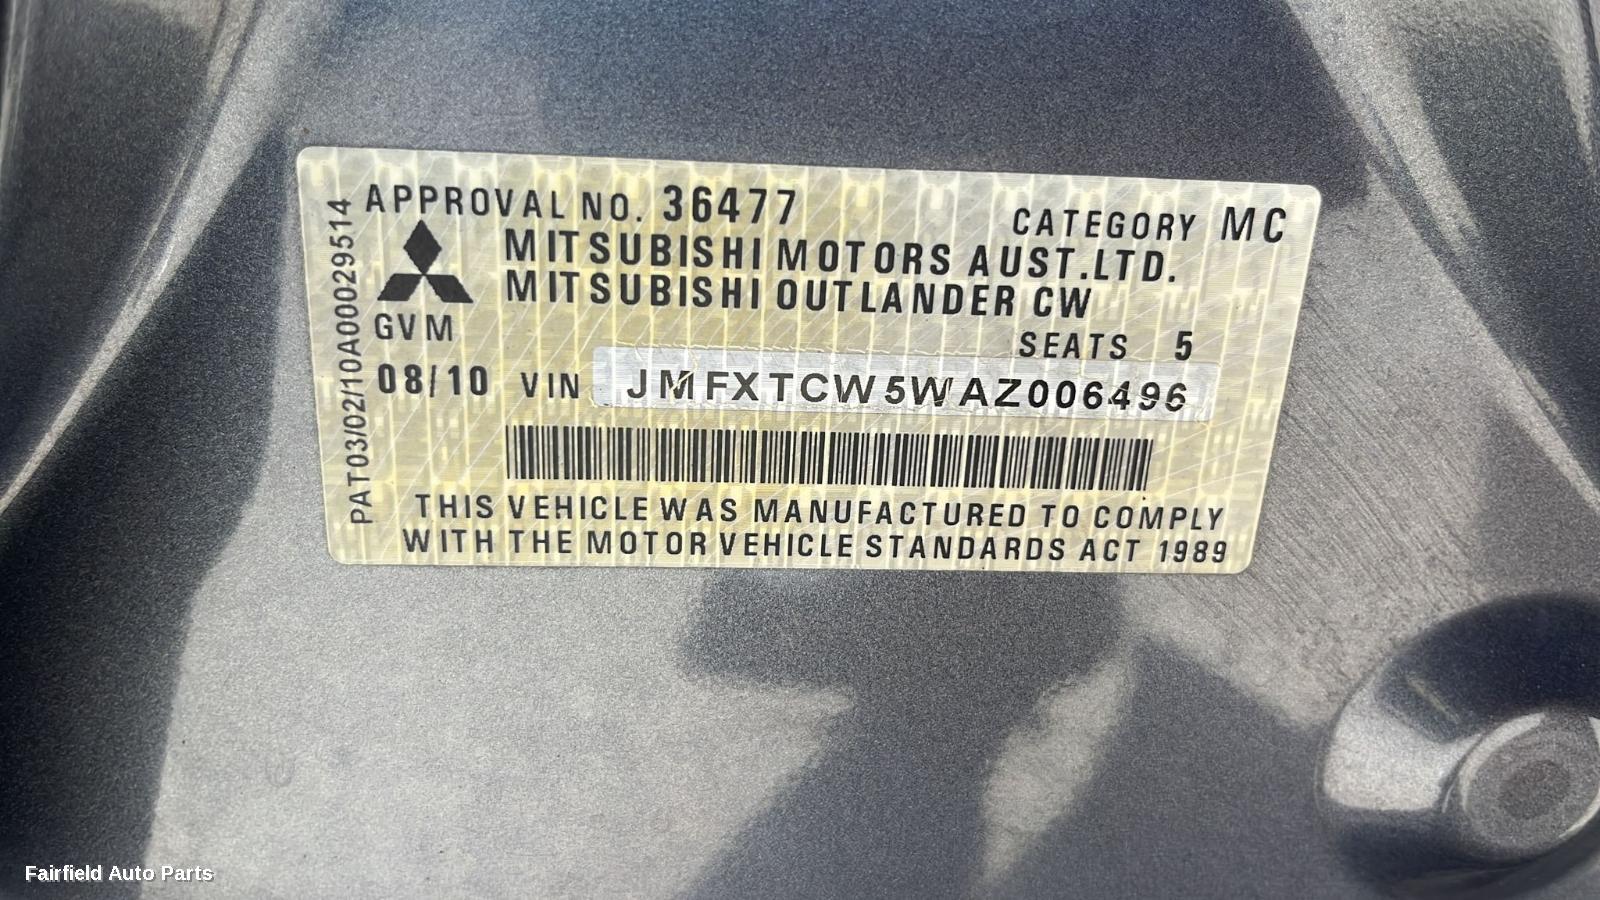 APPROVAL NO. 36477
CATEGORY MC
MITSUBISHI MOTORS AUST.LTD.
MITSUBISHI OUTLANDER CW
GVM
SEATS 5
08/10 VIN JMFXTCW5WAZ006496
THIS VEHICLE WAS MANUFACTURED TO COMPLY
WITH THE MOTOR VEHICLE STANDARDS ACT 1989
PAT03/02/10A00029514
Fairfield Auto Parts